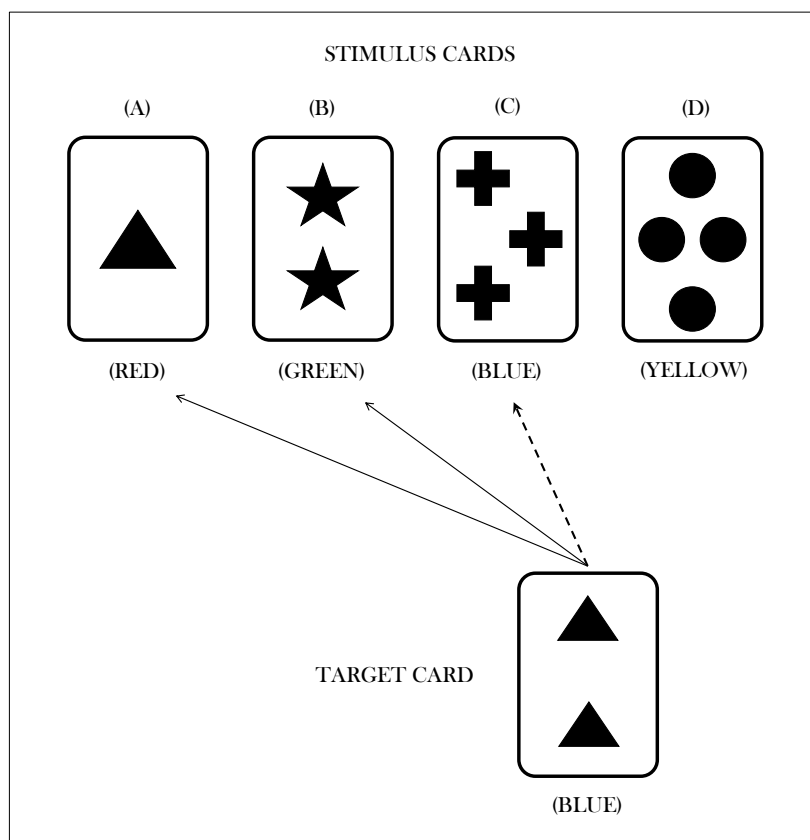 STIMULUS CARDS
(A) (B) (C) (D)
(RED) (GREEN) (BLUE) (YELLOW)
TARGET CARD
(BLUE)